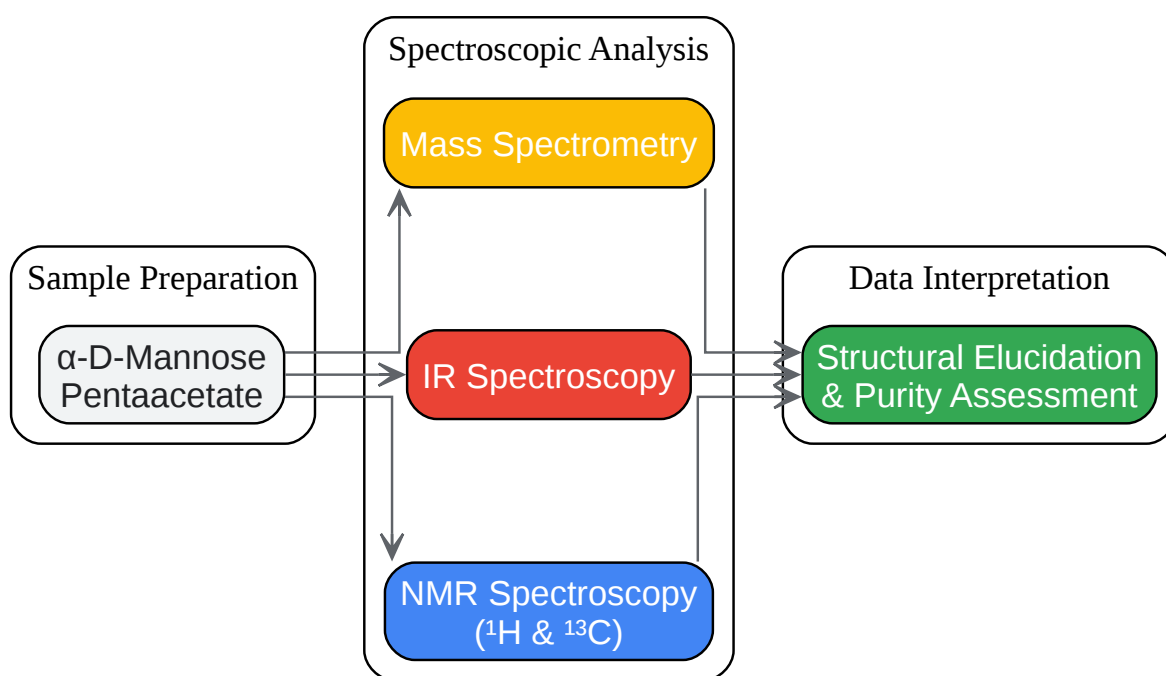 Spectroscopic Analysis
Mass Spectrometry
Sample Preparation
α-D-Mannose
Pentaacetate
IR Spectroscopy
Data Interpretation
Structural Elucidation
& Purity Assessment
NMR Spectroscopy
(¹H & ¹³C)